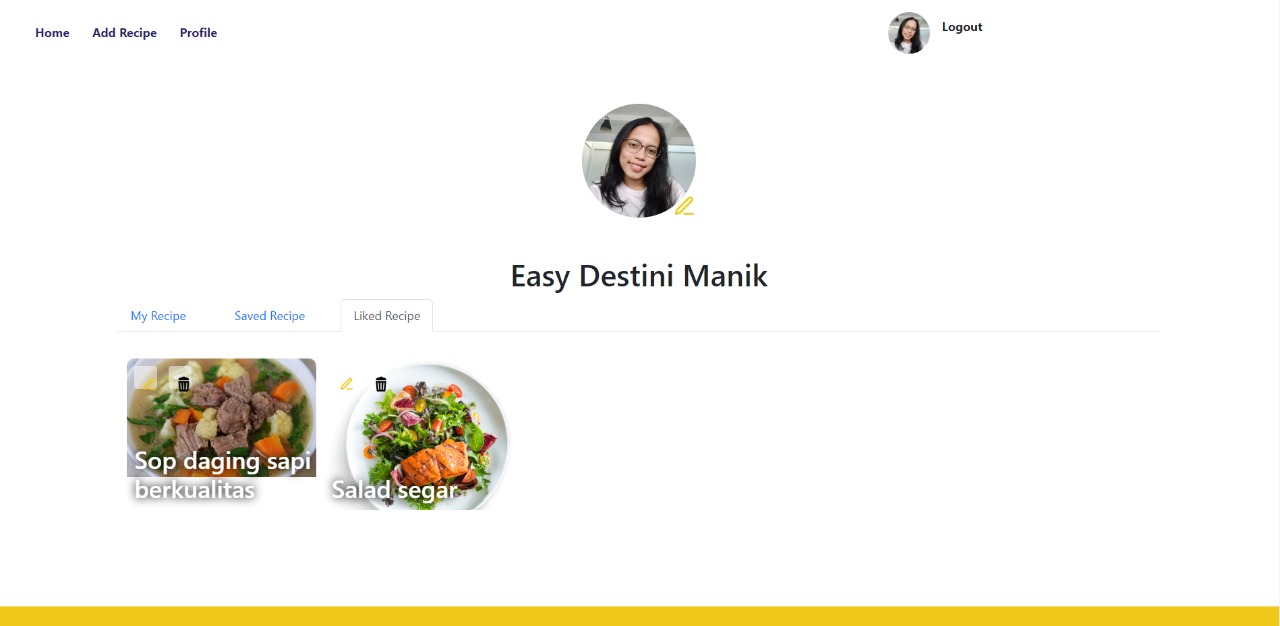 Home Add Recipe Profile Logout
Easy Destini Manik
My Recipe Saved Recipe Liked Recipe
Sop daging sapi
berkualitas
Salad segar